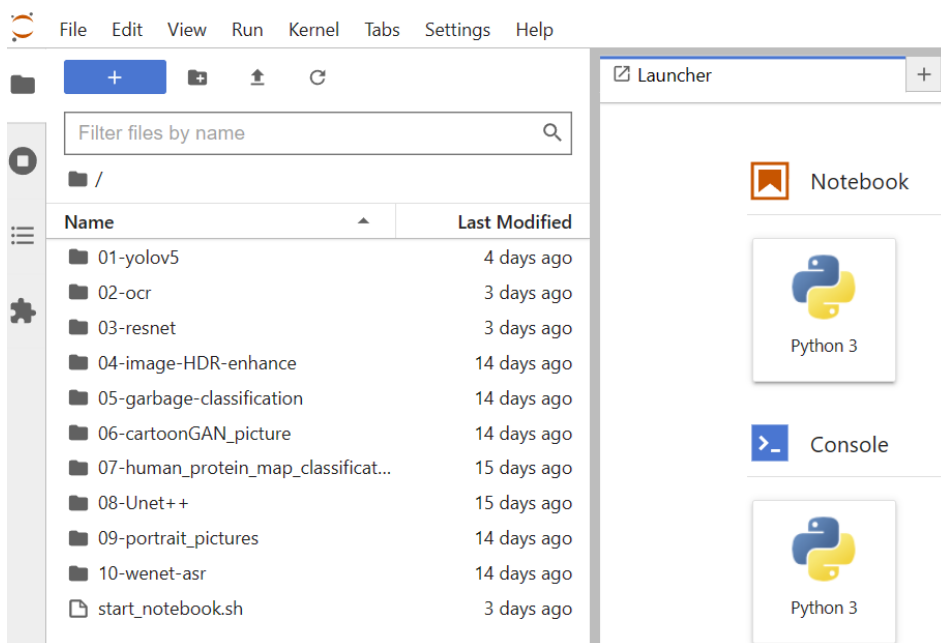 File Edit View Run Kernel Tabs Settings Help
+
Filter files by name
/
Name Last Modified
01-yolov5 4 days ago
02-ocr 3 days ago
03-resnet 3 days ago
04-image-HDR-enhance 14 days ago
05-garbage-classification 14 days ago
06-cartoonGAN_picture 14 days ago
07-human_protein_map_classificat... 15 days ago
08-Unet++ 15 days ago
09-portrait_pictures 14 days ago
10-wenet-asr 14 days ago
start_notebook.sh 3 days ago
Launcher +
Notebook
Python 3
Console
Python 3